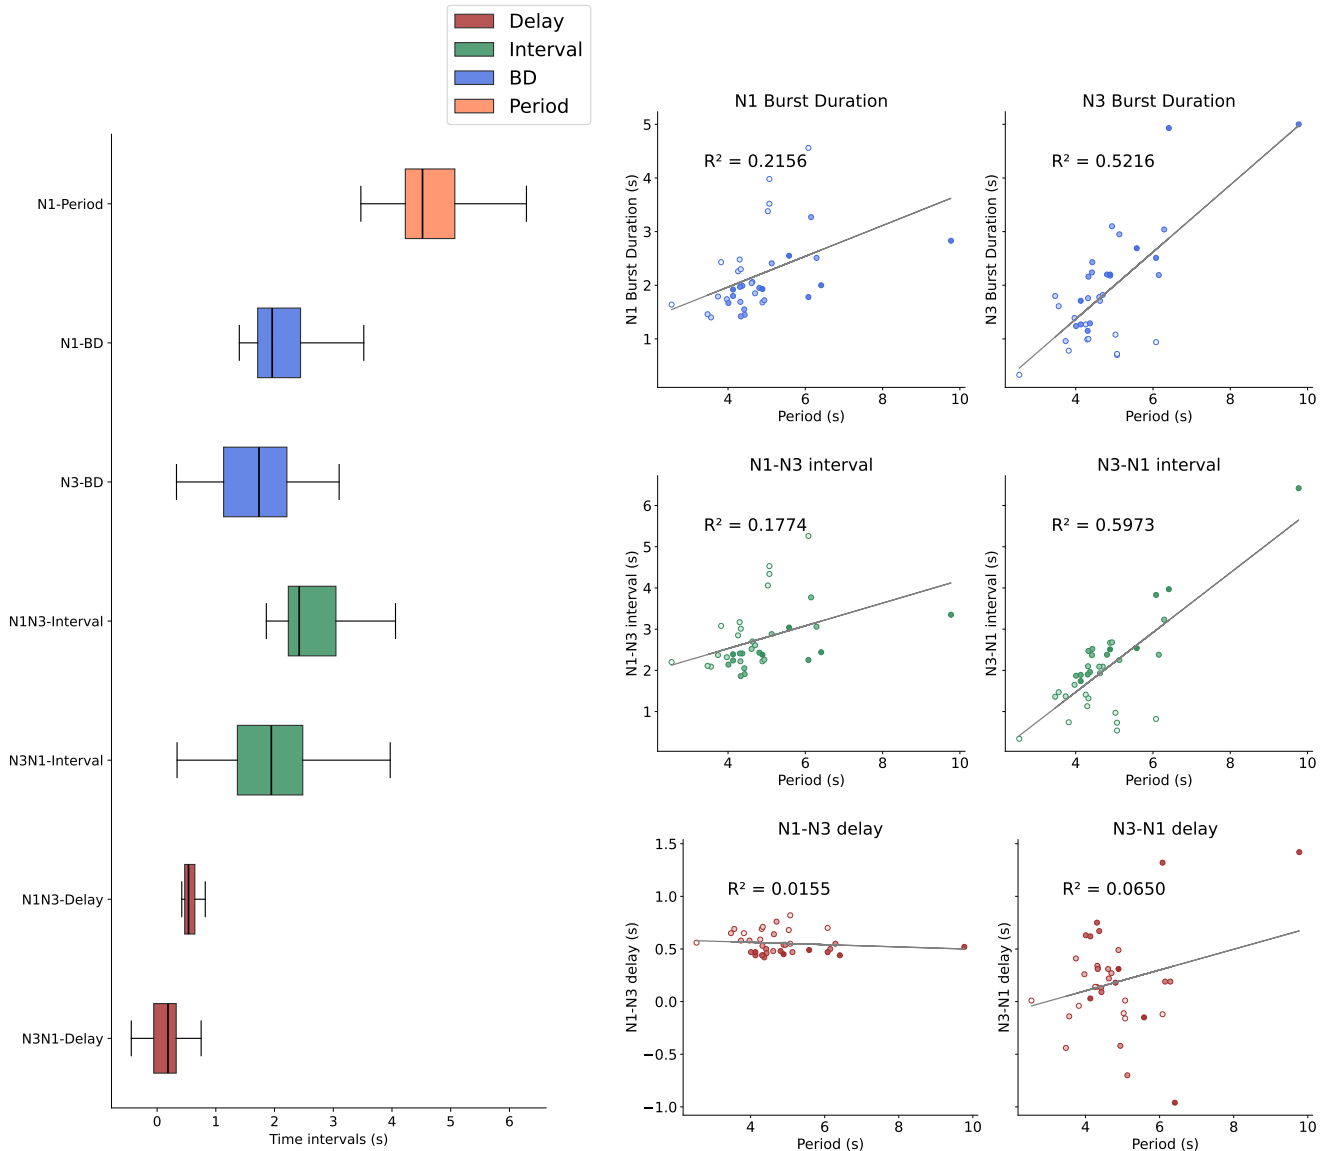 Delay
Interval
BD
Period
N1-Period
N1-BD
N3-BD
N1N3-Interval
N3N1-Interval
N1N3-Delay
N3N1-Delay
0 1 2 3 4 5 6
Time intervals (s)
N1 Burst Duration
R² = 0.2156
N1 Burst Duration (s)
5
4
3
2
1
4 6 8 10
Period (s)
N3 Burst Duration
R² = 0.5216
N3 Burst Duration (s)
4 6 8 10
Period (s)
N1-N3 interval
R² = 0.1774
N1-N3 interval (s)
6
5
4
3
2
1
4 6 8 10
Period (s)
N3-N1 interval
R² = 0.5973
N3-N1 interval (s)
4 6 8 10
Period (s)
N1-N3 delay
R² = 0.0155
N1-N3 delay (s)
1.5
1.0
0.5
0.0
−0.5
−1.0
4 6 8 10
Period (s)
N3-N1 delay
R² = 0.0650
N3-N1 delay (s)
4 6 8 10
Period (s)